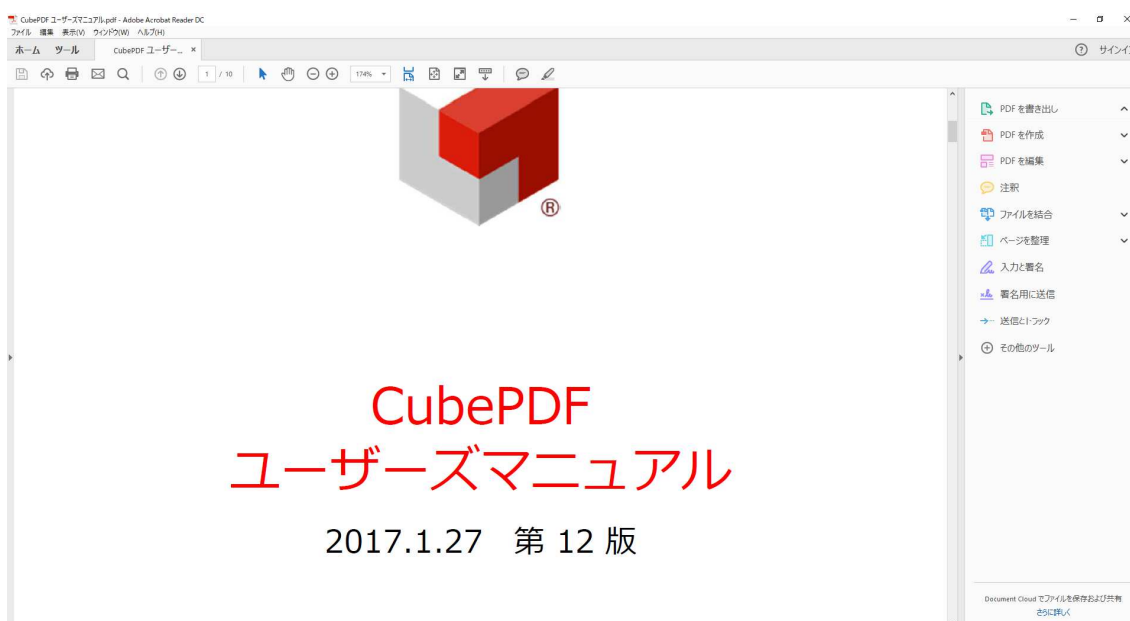 CubePDF ユーザーズマニュアル.pdf - Adobe Acrobat Reader DC
ファイル 編集 表示(V) ウィンドウ(W) ヘルプ(H)
ホーム ツール CubePDF ユーザー... × ? サインイン
1 / 10 174%
PDF を書き出し
PDF を作成
PDF を編集
注釈
ファイルを結合
ページを整理
入力と署名
署名用に送信
送信とトラック
その他のツール
®
CubePDF
ユーザーズマニュアル
2017.1.27 第 12 版
Document Cloud でファイルを保存および共有
さらに詳しく